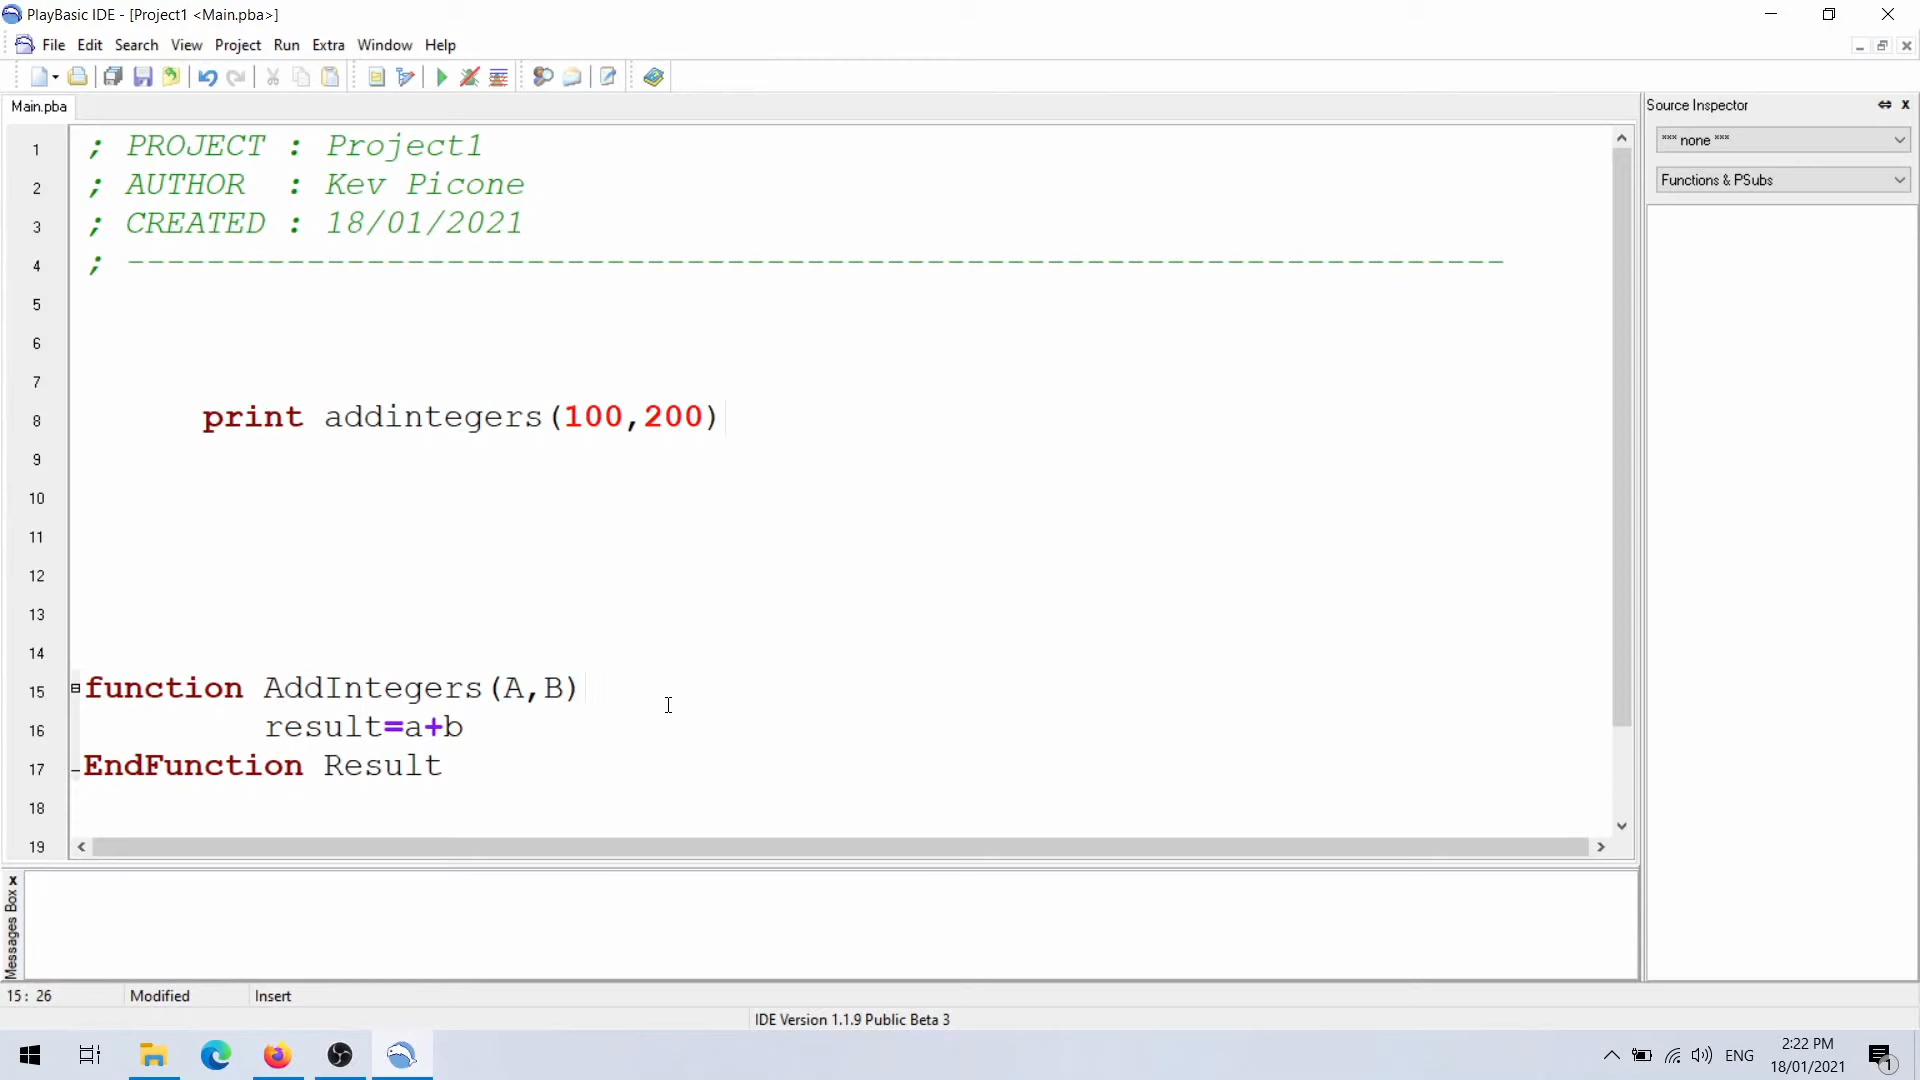 PlayBasic IDE - [Project1 <Main.pba>]
File Edit Search View Project Run Extra Window Help
Main.pba
Source Inspector
*** none ***
Functions & PSubs
1 ; PROJECT : Project1
2 ; AUTHOR : Kev Picone
3 ; CREATED : 18/01/2021
4 ; ---------------------------------------------------------------------
5
6
7
8 print addintegers(100,200)
9
10
11
12
13
14
15 function AddIntegers(A,B)
16 result=a+b
17 EndFunction Result
18
19
Messages Box
15: 26 Modified Insert
IDE Version 1.1.9 Public Beta 3
ENG
2:22 PM
18/01/2021
1